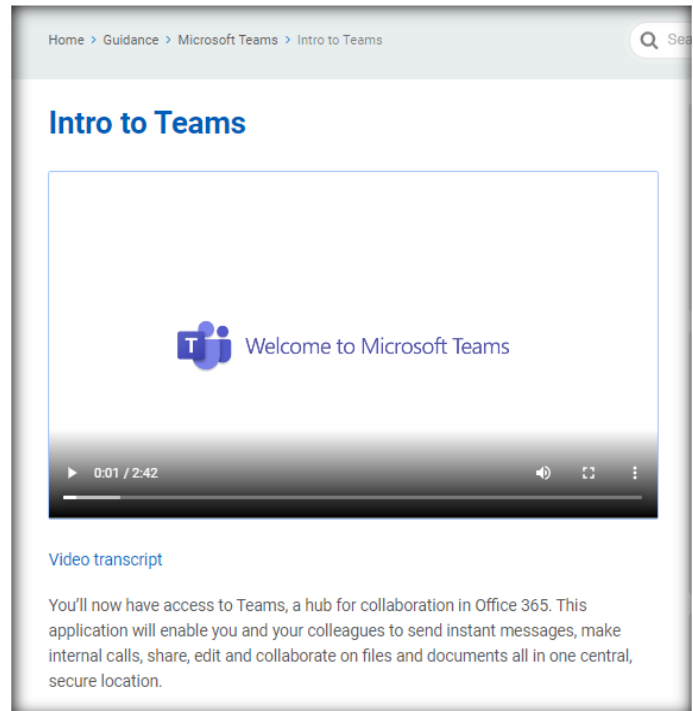 Home > Guidance > Microsoft Teams > Intro to Teams
Intro to Teams
T
Welcome to Microsoft Teams
0:01 / 2:42
Video transcript
You'll now have access to Teams, a hub for collaboration in Office 365. This
application will enable you and your colleagues to send instant messages, make
internal calls, share, edit and collaborate on files and documents all in one central,
secure location.